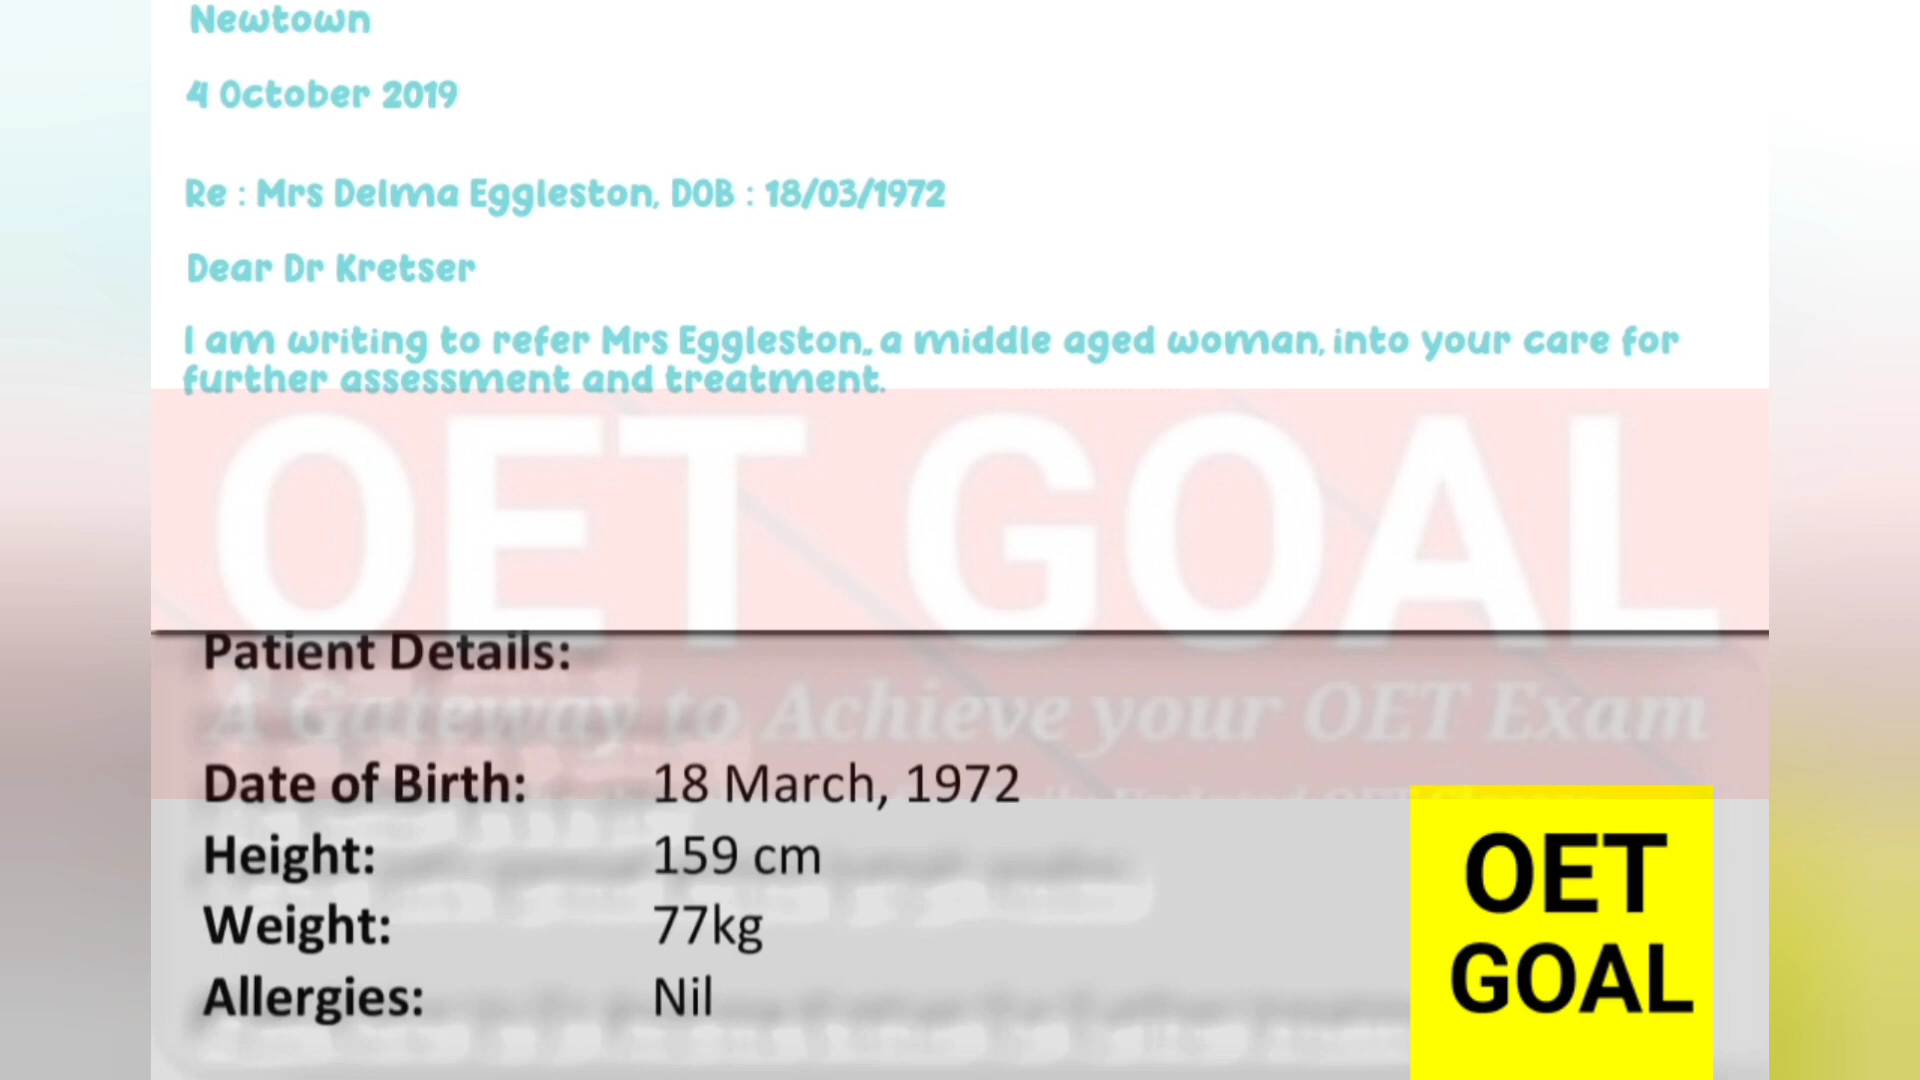 Newtown
4 October 2019
Re : Mrs Delma Eggleston, DOB : 18/03/1972
Dear Dr Kretser
I am writing to refer Mrs Eggleston, a middle aged woman, into your care for
further assessment and treatment.
OET GOAL
Patient Details:
A Gateway to Achieve your OET Exam
Date of Birth: 18 March, 1972
Height: 159 cm
Weight: 77kg
Allergies: Nil
OET
GOAL